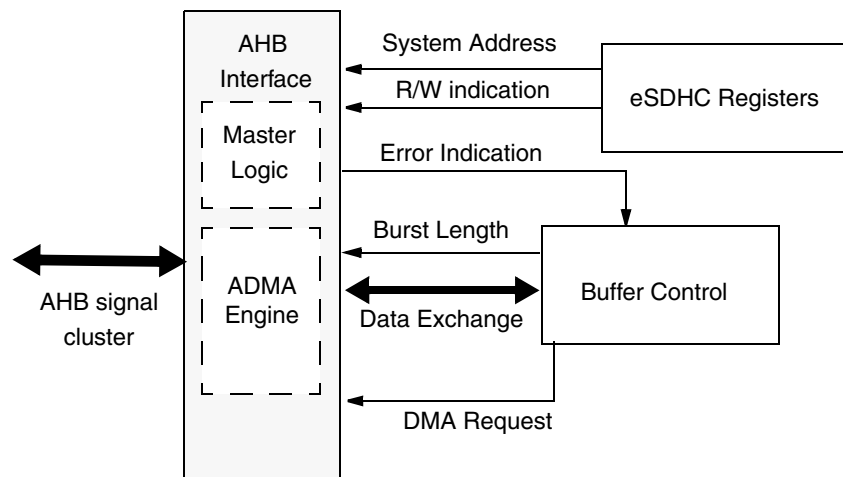 AHB
Interface
Master
Logic
ADMA
Engine
AHB signal
cluster
System Address
R/W indication
Error Indication
Burst Length
Data Exchange
DMA Request
eSDHC Registers
Buffer Control